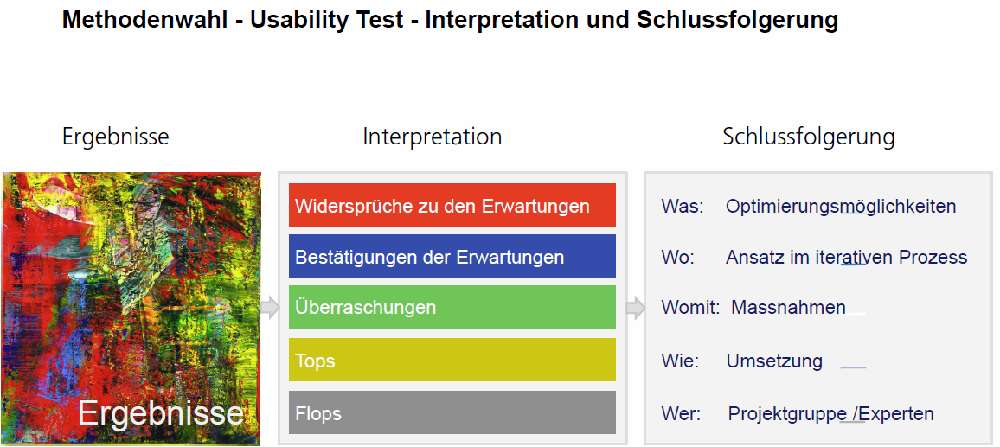 Methodenwahl - Usability Test - Interpretation und Schlussfolgerung
Ergebnisse
Interpretation
Schlussfolgerung
Ergebnisse
Widersprüche zu den Erwartungen
Bestätigungen der Erwartungen
Überraschungen
Tops
Flops
Was: Optimierungsmöglichkeiten
Wo: Ansatz im iterativen Prozess
Womit: Massnahmen
Wie: Umsetzung
Wer: Projektgruppe /Experten